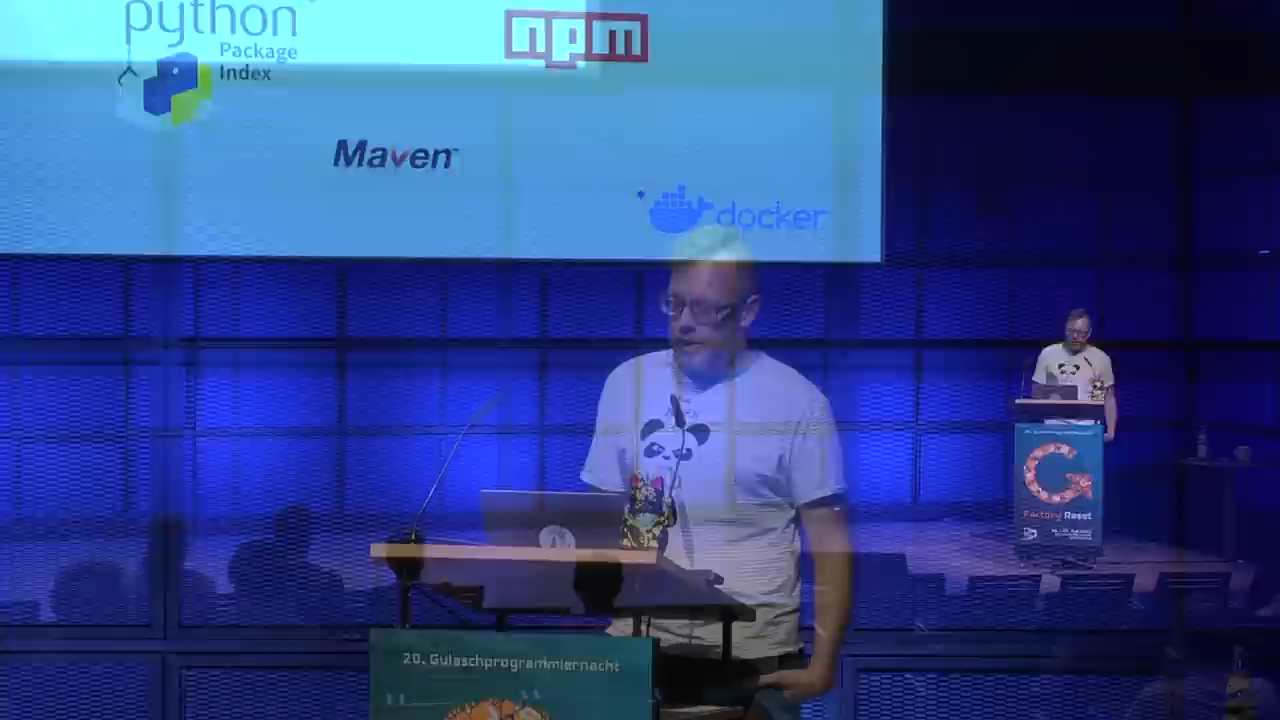 python
Package
Index
npm
Maven
docker
Factory Reset
20. Gulaschprogrammiernacht